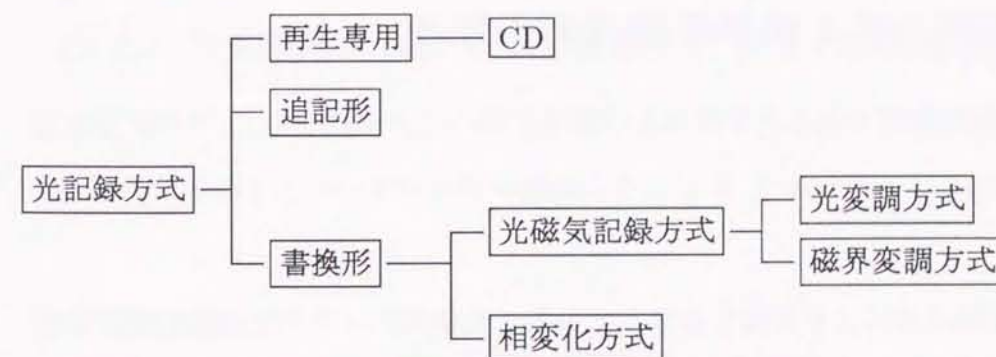 再生専用
CD
追記形
光記録方式
書換形
光磁気記録方式
光変調方式
磁界変調方式
相変化方式